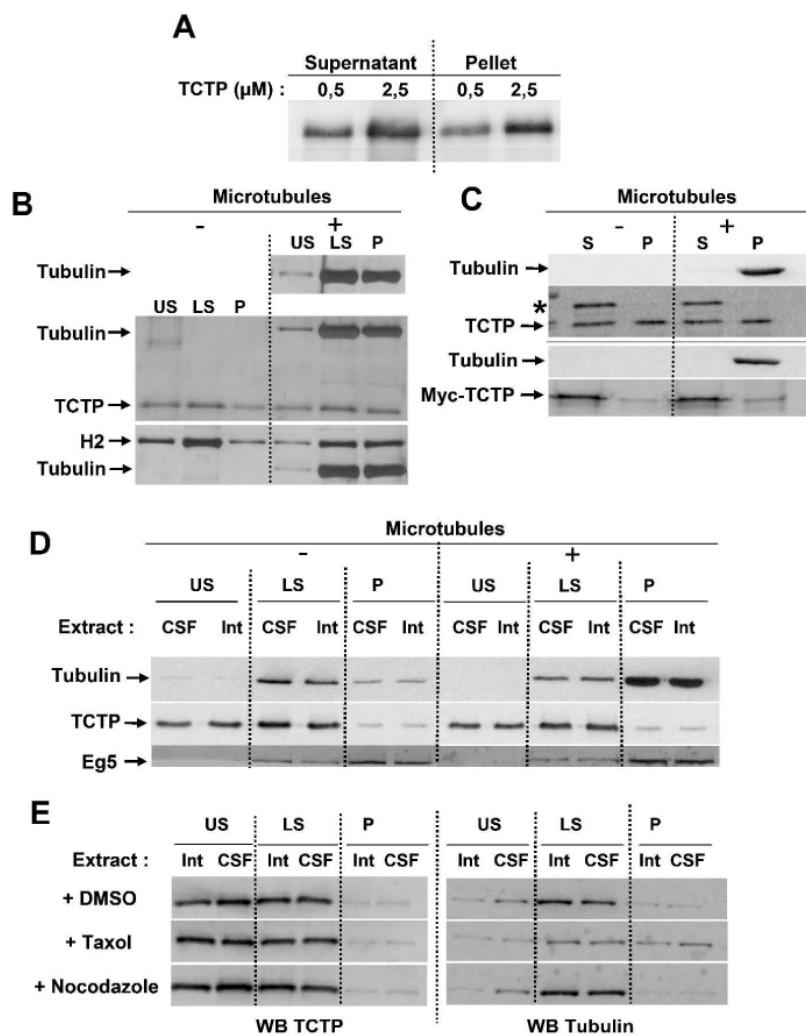 A
Supernatant Pellet
TCTP (µM) : 0,5 2,5 0,5 2,5
B
Microtubules
- +
US LS P
Tubulin
US LS P
Tubulin
TCTP
H2
Tubulin
C
Microtubules
- +
S P S P
Tubulin
*
TCTP
Tubulin
Myc-TCTP
D
Microtubules
- +
US LS P US LS P
Extract : CSF Int CSF Int CSF Int CSF Int CSF Int CSF Int
Tubulin
TCTP
Eg5
E
US LS P US LS P
Extract : Int CSF Int CSF Int CSF Int CSF Int CSF Int CSF
+ DMSO
+ Taxol
+ Nocodazole
WB TCTP WB Tubulin